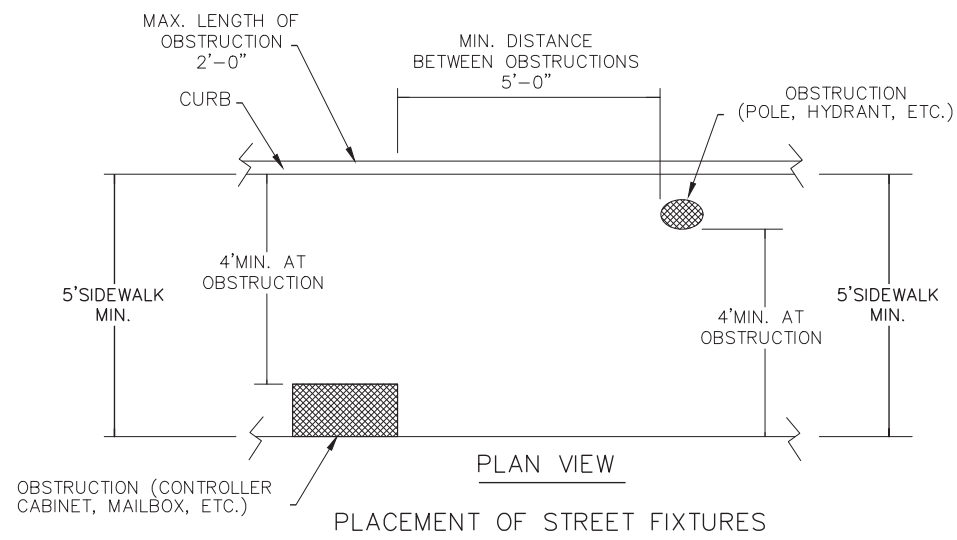 MAX. LENGTH OF
OBSTRUCTION
2'-0"
MIN. DISTANCE
BETWEEN OBSTRUCTIONS
5'-0"
CURB
OBSTRUCTION
(POLE, HYDRANT, ETC.)
4'MIN. AT
OBSTRUCTION
5'SIDEWALK
MIN.
5'SIDEWALK
MIN.
4'MIN. AT
OBSTRUCTION
PLAN VIEW
OBSTRUCTION (CONTROLLER
CABINET, MAILBOX, ETC.)
PLACEMENT OF STREET FIXTURES